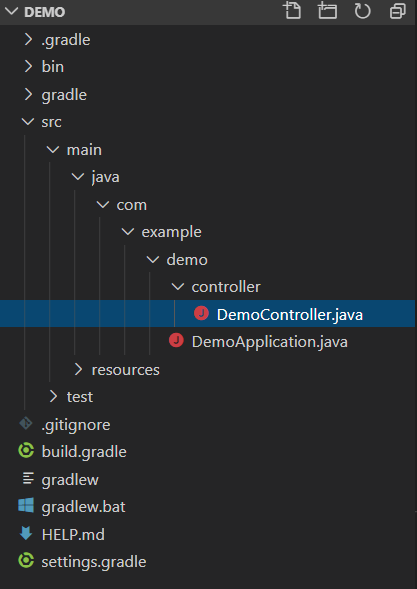 DEMO
.gradle
bin
gradle
src
main
java
com
example
demo
controller
DemoController.java
DemoApplication.java
resources
test
.gitignore
build.gradle
gradlew
gradlew.bat
HELP.md
settings.gradle